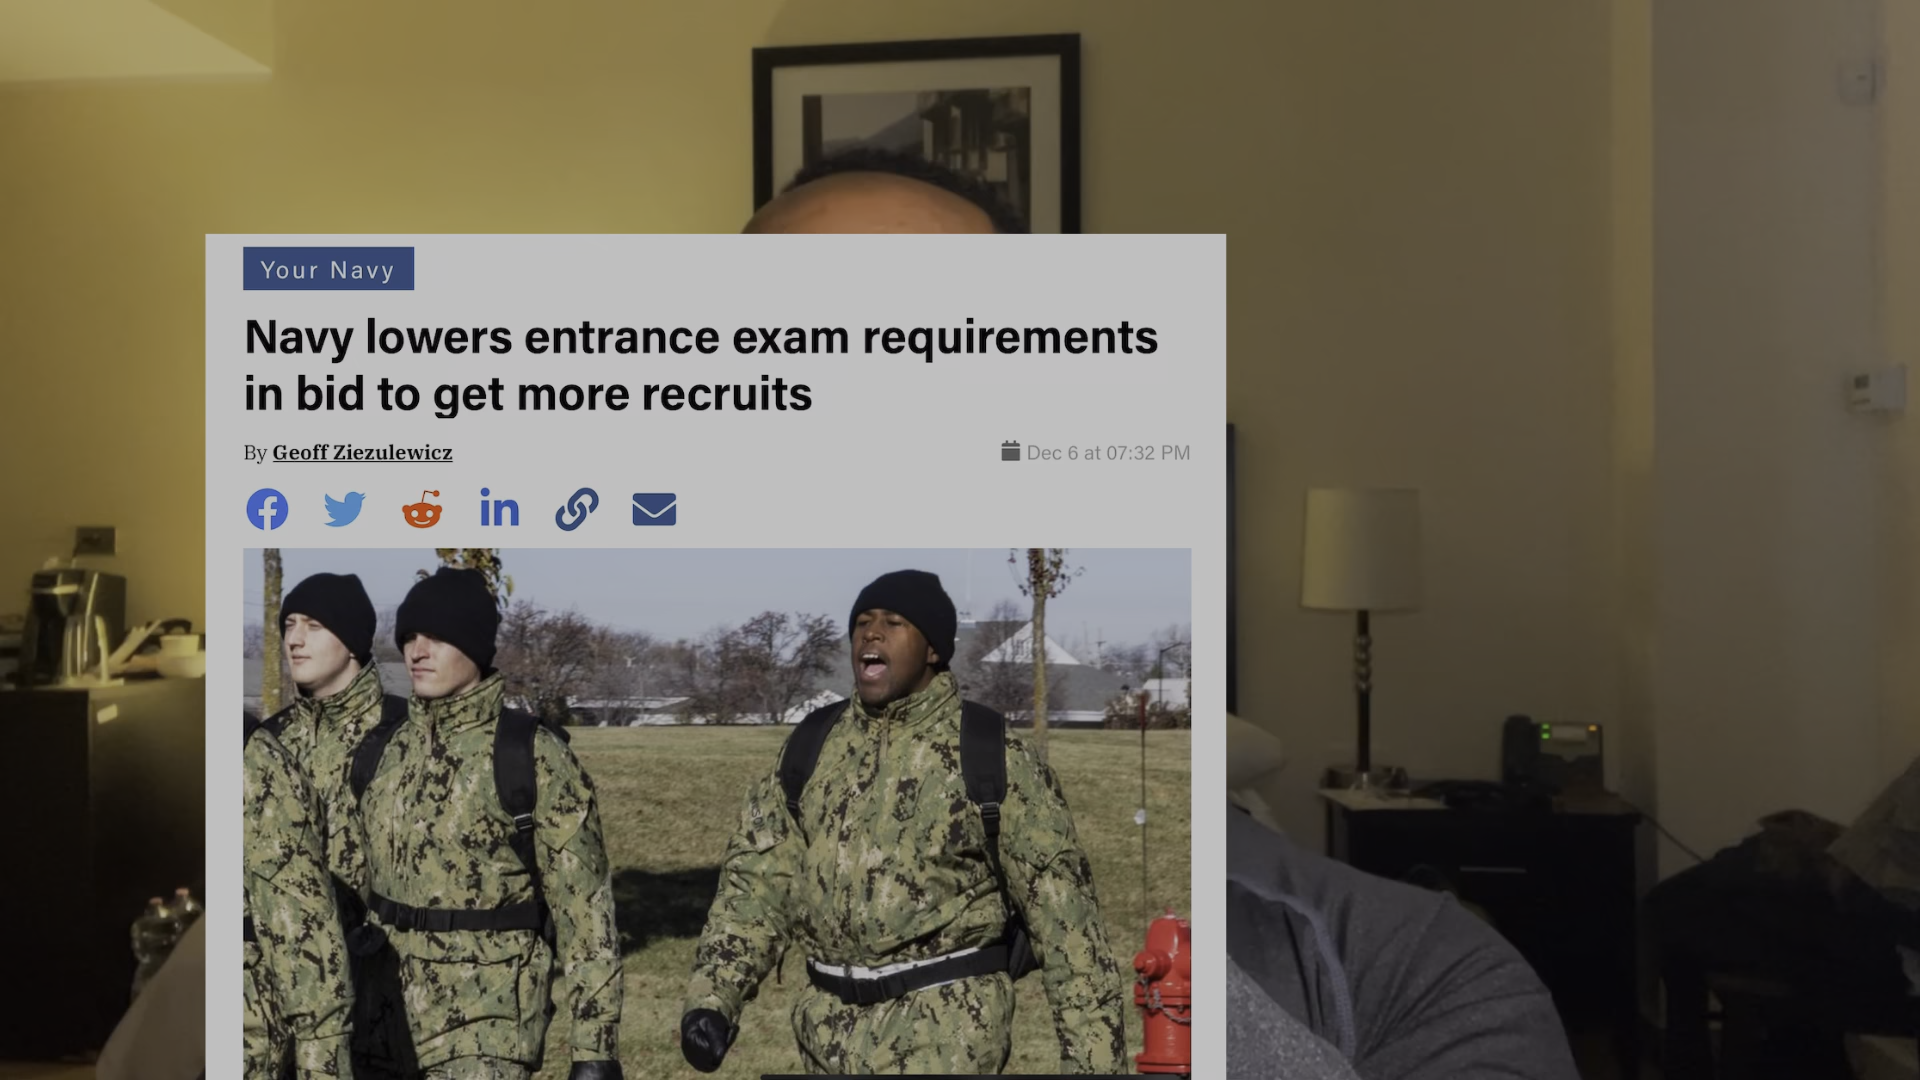 Your Navy
Navy lowers entrance exam requirements
in bid to get more recruits
By Geoff Ziezulewicz
Dec 6 at 07:32 PM